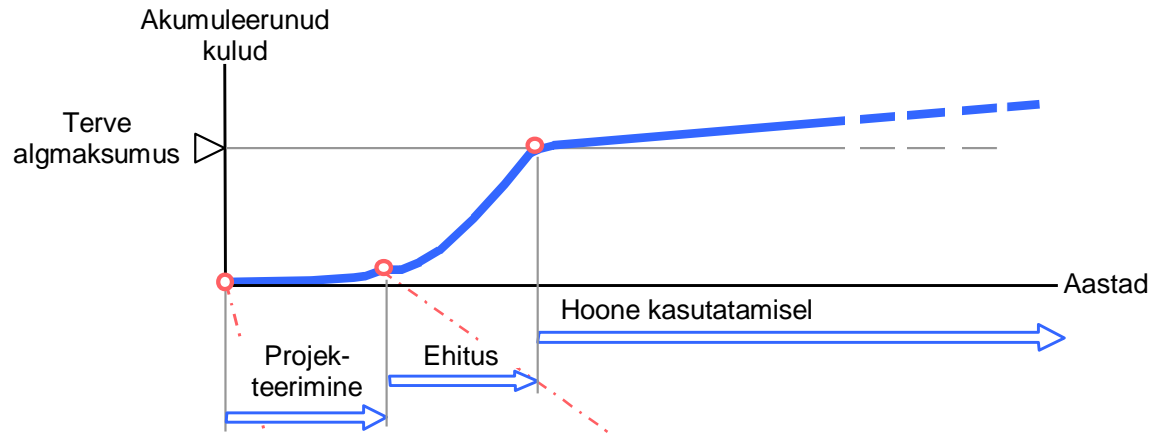 Akumuleerunud
kulud
Terve
algmaksumus
Aastad
Hoone kasutatamisel
Projek-
teerimine
Ehitus